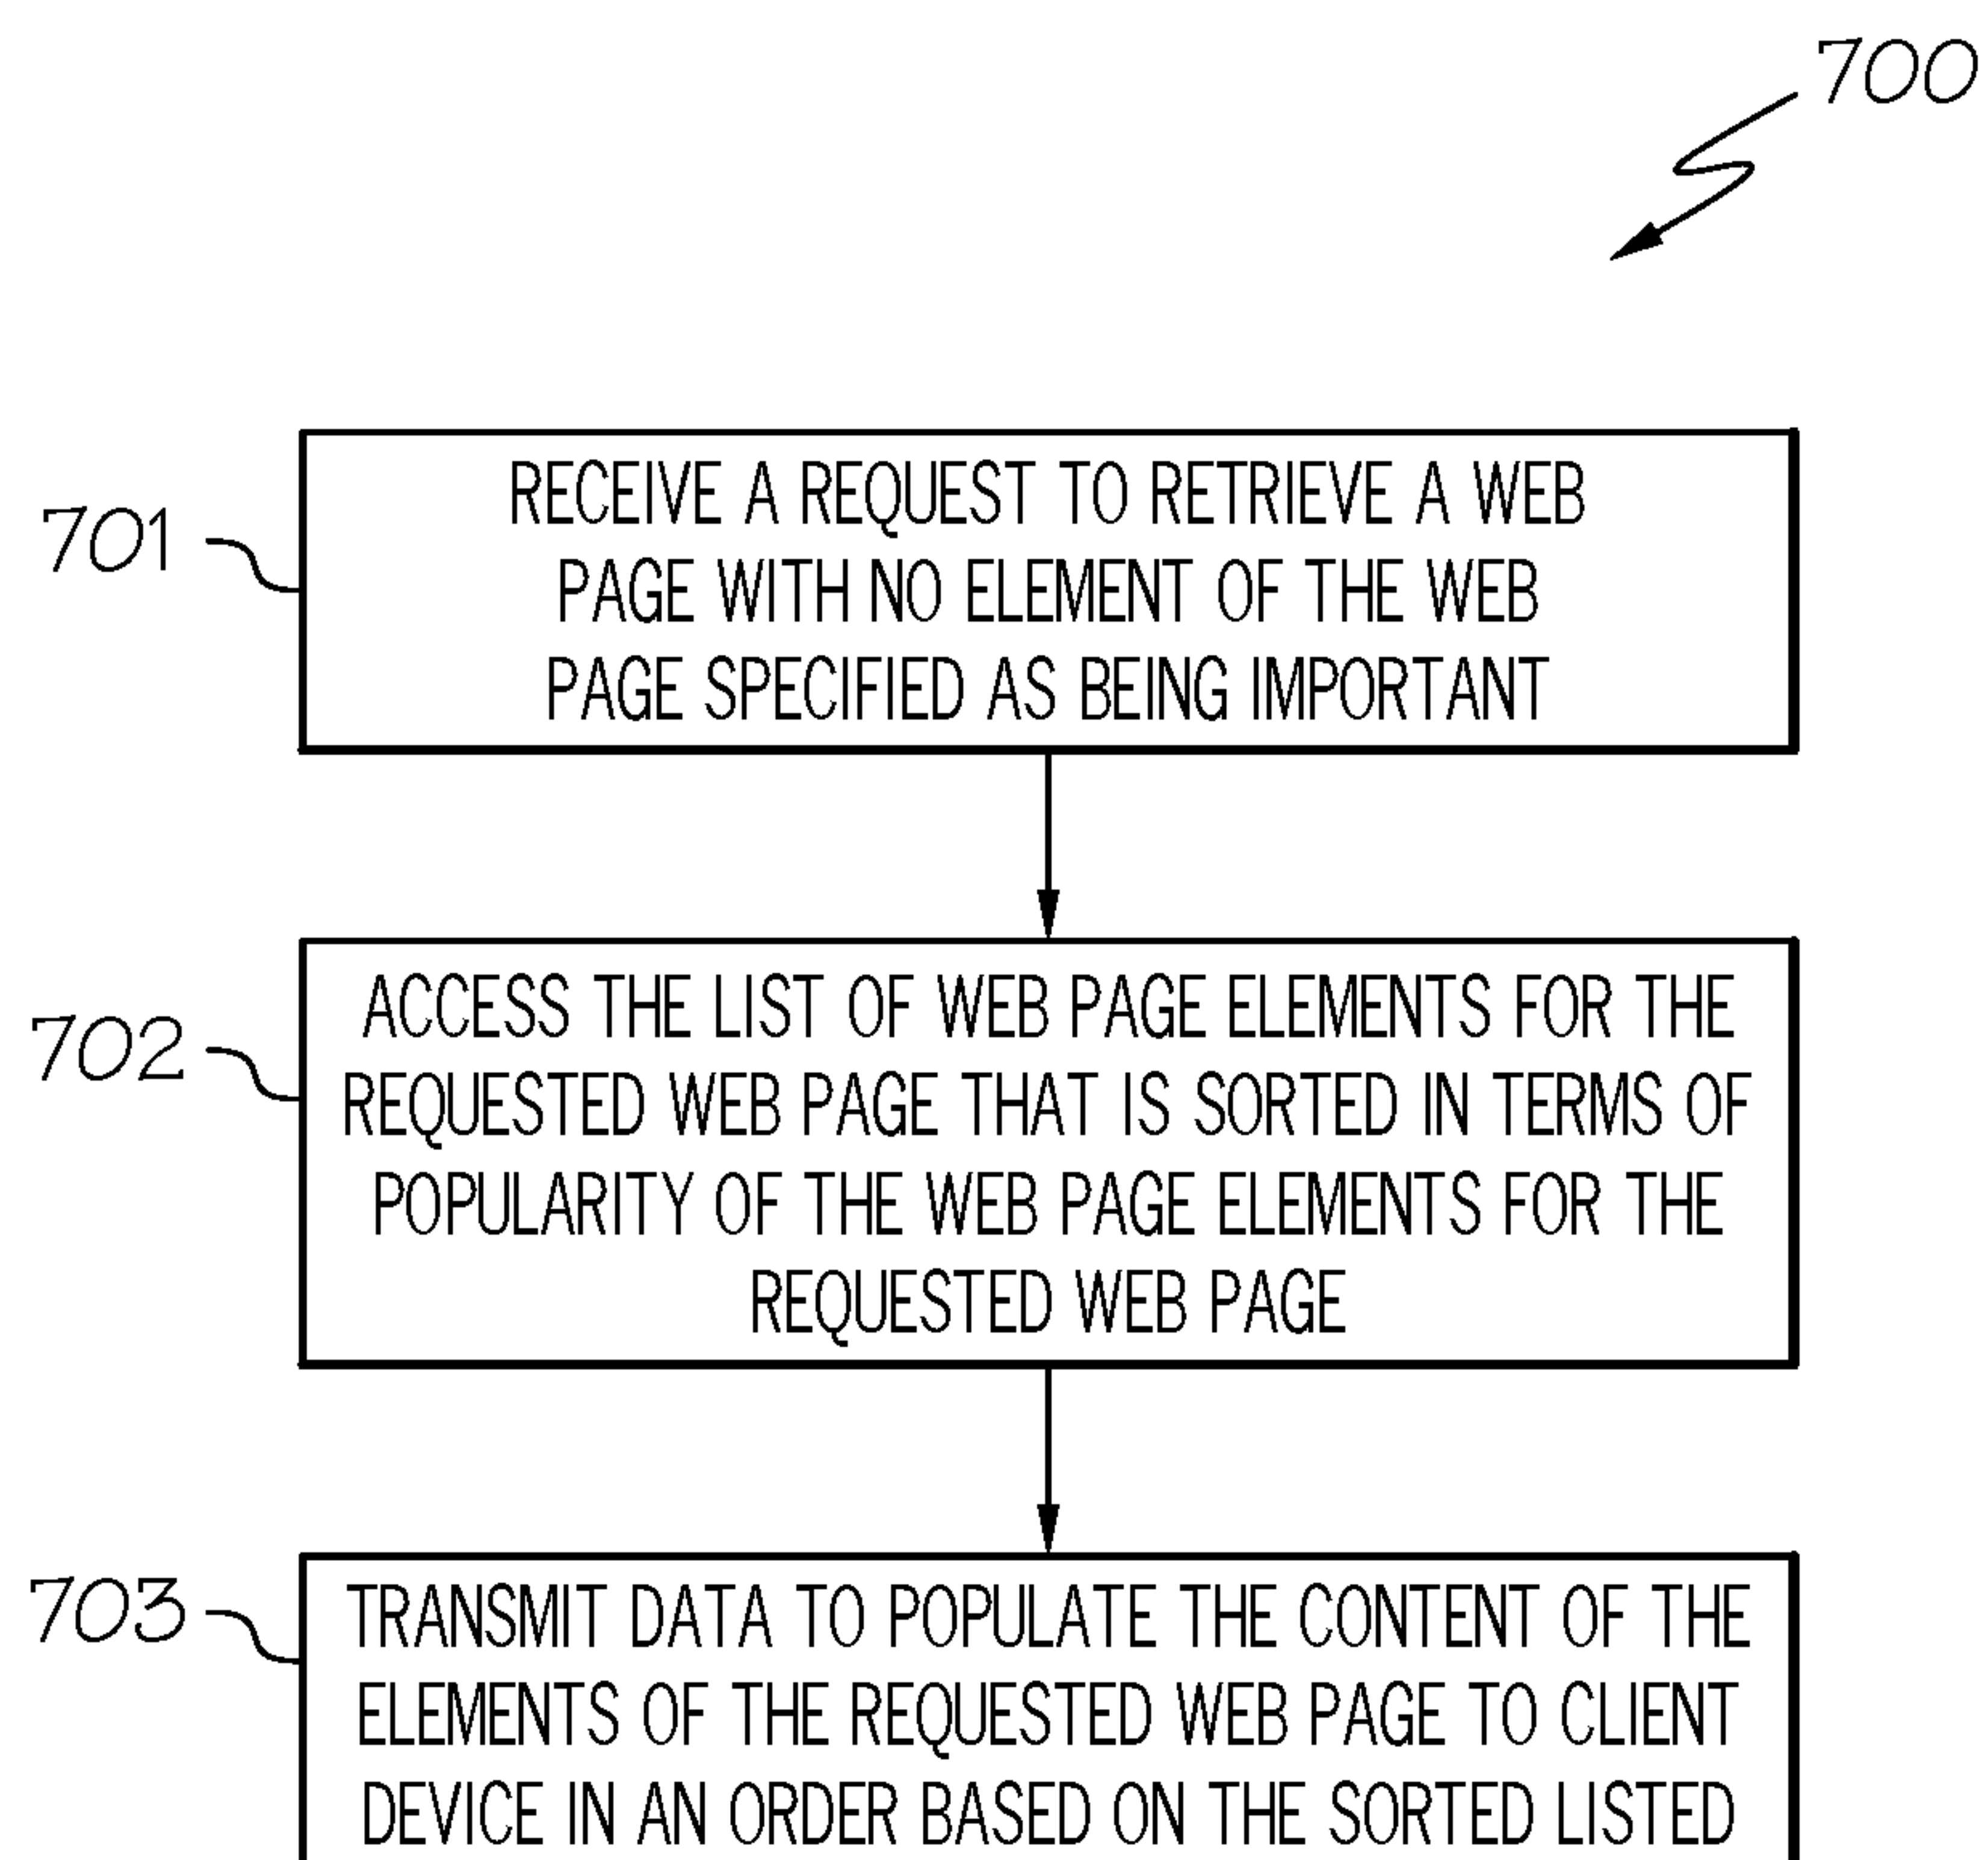 700
701
RECEIVE A REQUEST TO RETRIEVE A WEB
PAGE WITH NO ELEMENT OF THE WEB
PAGE SPECIFIED AS BEING IMPORTANT
702
ACCESS THE LIST OF WEB PAGE ELEMENTS FOR THE
REQUESTED WEB PAGE THAT IS SORTED IN TERMS OF
POPULARITY OF THE WEB PAGE ELEMENTS FOR THE
REQUESTED WEB PAGE
703
TRANSMIT DATA TO POPULATE THE CONTENT OF THE
ELEMENTS OF THE REQUESTED WEB PAGE TO CLIENT
DEVICE IN AN ORDER BASED ON THE SORTED LISTED